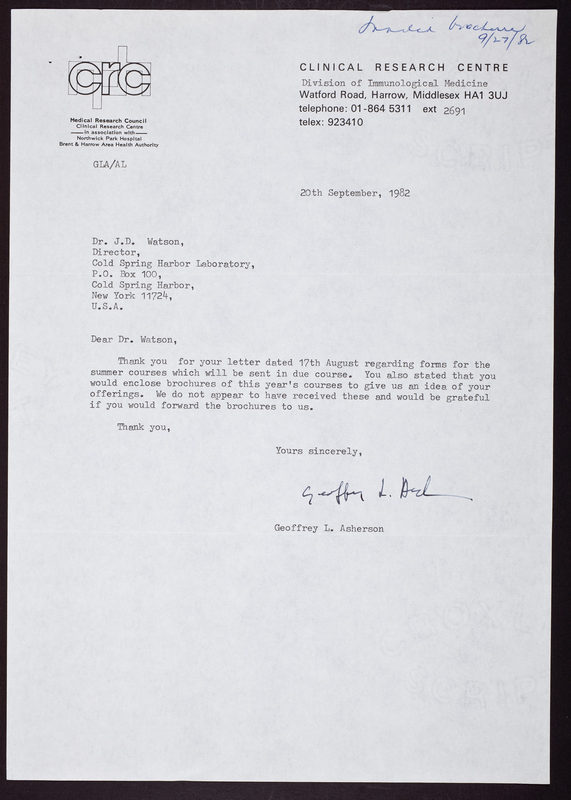 mailed brochures
9/27/82
crc
Medical Research Council
Clinical Research Centre
in association with
Northwick Park Hospital
Brent & Harrow Area Health Authority
CLINICAL RESEARCH CENTRE
Division of Immunological Medicine
Watford Road, Harrow, Middlesex HA1 3UJ
telephone: 01-864 5311 ext 2691
telex: 923410
GLA/AL
20th September, 1982
Dr. J.D. Watson,
Director,
Cold Spring Harbor Laboratory,
P.O. Box 100,
Cold Spring Harbor,
New York 11724,
U.S.A.
Dear Dr. Watson,
Thank you for your letter dated 17th August regarding forms for the
summer courses which will be sent in due course. You also stated that you
would enclose brochures of this year's courses to give us an idea of your
offerings. We do not appear to have received these and would be grateful
if you would forward the brochures to us.
Thank you,
Yours sincerely,
Geoffrey L. Ash
Geoffrey L. Asherson